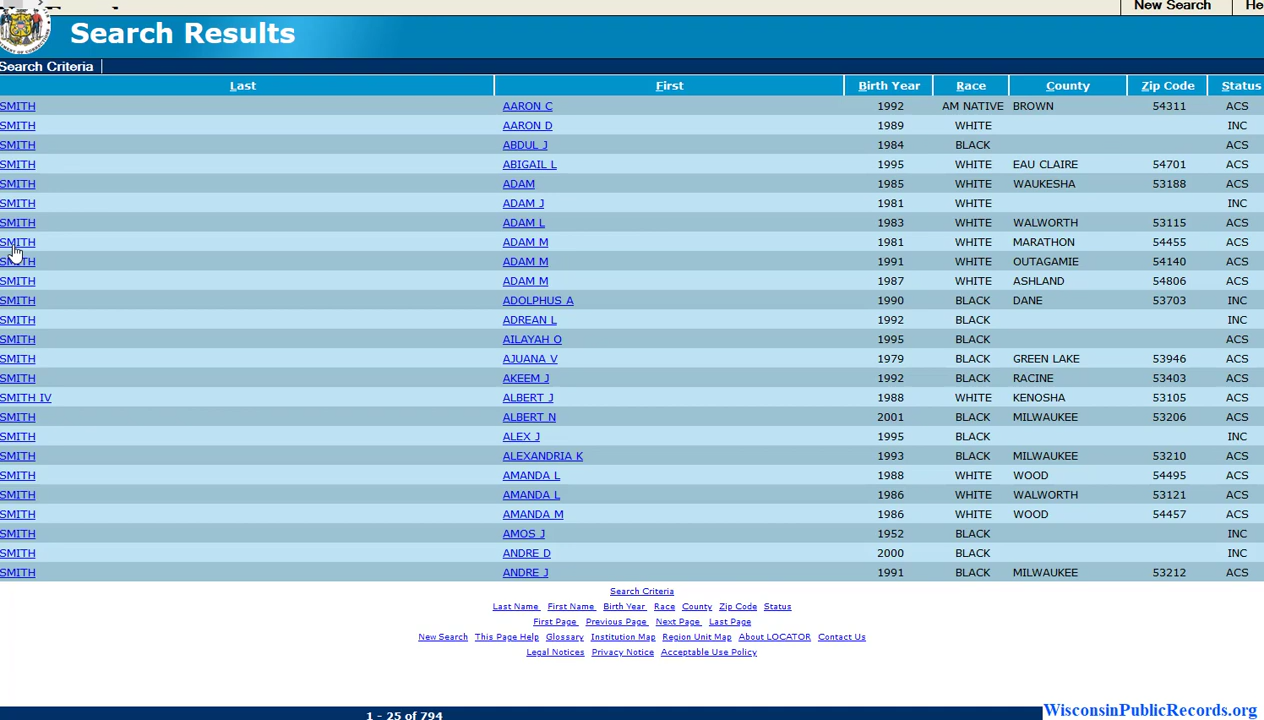 New Search He
Search Results
Search Criteria
Last First Birth Year Race County Zip Code Status
SMITH AARON C 1992 AM NATIVE BROWN 54311 ACS
SMITH AARON D 1989 WHITE INC
SMITH ABDUL J 1984 BLACK ACS
SMITH ABIGAIL L 1995 WHITE EAU CLAIRE 54701 ACS
SMITH ADAM 1985 WHITE WAUKESHA 53188 ACS
SMITH ADAM J 1981 WHITE INC
SMITH ADAM L 1983 WHITE WALWORTH 53115 ACS
SMITH ADAM M 1981 WHITE MARATHON 54455 ACS
SMITH ADAM M 1991 WHITE OUTAGAMIE 54140 ACS
SMITH ADAM M 1987 WHITE ASHLAND 54806 ACS
SMITH ADOLPHUS A 1990 BLACK DANE 53703 INC
SMITH ADREAN L 1992 BLACK INC
SMITH AILAYAH O 1995 BLACK ACS
SMITH AJUANA V 1979 BLACK GREEN LAKE 53946 ACS
SMITH AKEEM J 1992 BLACK RACINE 53403 ACS
SMITH IV ALBERT J 1988 WHITE KENOSHA 53105 ACS
SMITH ALBERT N 2001 BLACK MILWAUKEE 53206 ACS
SMITH ALEX J 1995 BLACK INC
SMITH ALEXANDRIA K 1993 BLACK MILWAUKEE 53210 ACS
SMITH AMANDA L 1988 WHITE WOOD 54495 ACS
SMITH AMANDA L 1986 WHITE WALWORTH 53121 ACS
SMITH AMANDA M 1986 WHITE WOOD 54457 ACS
SMITH AMOS J 1952 BLACK INC
SMITH ANDRE D 2000 BLACK INC
SMITH ANDRE J 1991 BLACK MILWAUKEE 53212 ACS
Search Criteria
Last Name First Name Birth Year Race County Zip Code Status
First Page Previous Page Next Page Last Page
New Search This Page Help Glossary Institution Map Region Unit Map About LOCATOR Contact Us
Legal Notices Privacy Notice Acceptable Use Policy
1 - 25 of 794
WisconsinPublicRecords.org